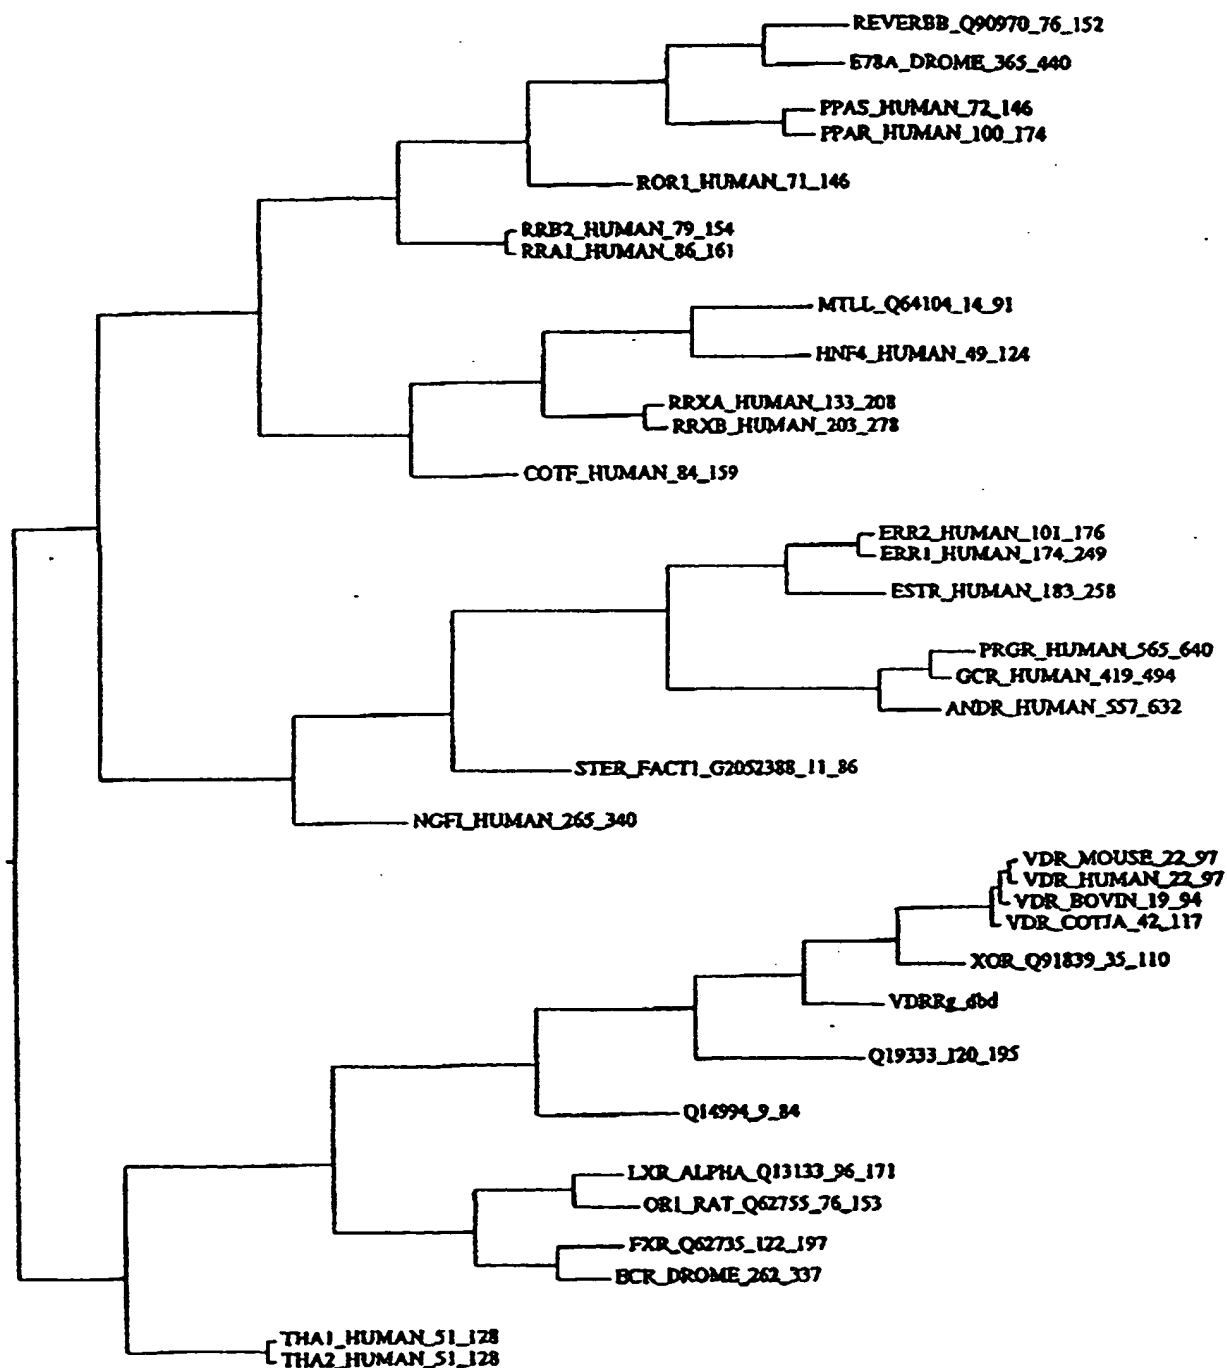 REVERBB_Q90970_76_152
E78A_DROME_365_440
PPAS_HUMAN_72_146
PPAR_HUMAN_100_174
ROR1_HUMAN_71_146
RRB2_HUMAN_79_154
RRA1_HUMAN_86_161
MTLL_Q64104_14_91
HNF4_HUMAN_49_124
RRXA_HUMAN_133_208
RRXB_HUMAN_203_278
COTF_HUMAN_84_159
ERR2_HUMAN_101_176
ERR1_HUMAN_174_249
ESTR_HUMAN_183_258
PRGR_HUMAN_565_640
GCR_HUMAN_419_494
ANDR_HUMAN_557_632
STER_FACT1_G2052388_11_86
NGFI_HUMAN_265_340
VDR_MOUSE_22_97
VDR_HUMAN_22_97
VDR_BOVIN_19_94
VDR_COTJA_42_117
XOR_Q91839_35_110
VDRRg_dbd
Q19333_120_195
Q14994_9_84
LXR_ALPHA_Q13133_96_171
OR1_RAT_Q62755_76_153
FXR_Q62735_122_197
ECR_DROME_262_337
THA1_HUMAN_51_128
THA2_HUMAN_51_128